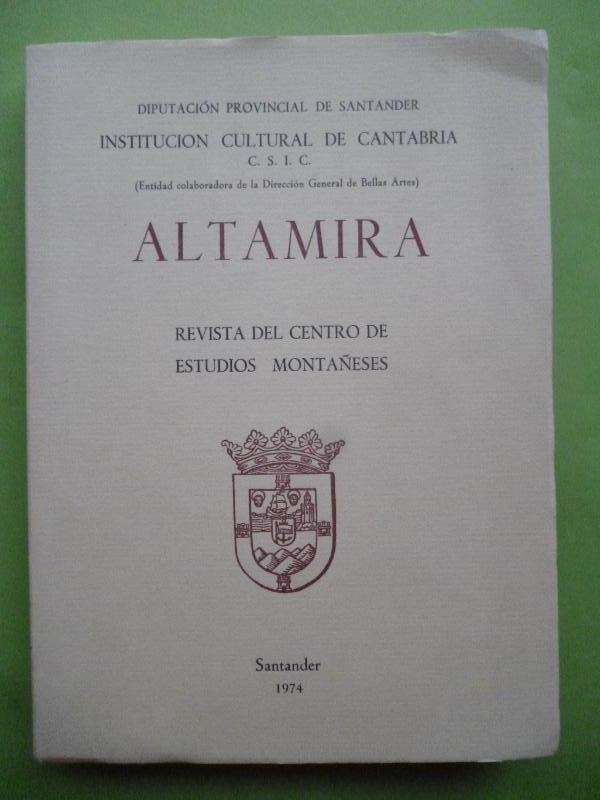 DIPUTACIÓN PROVINCIAL DE SANTANDER
INSTITUCION CULTURAL DE CANTABRIA
C. S. I. C.
(Entidad colaboradora de la Dirección General de Bellas Artes)
ALTAMIRA
REVISTA DEL CENTRO DE
ESTUDIOS MONTAÑESES
Santander
1974